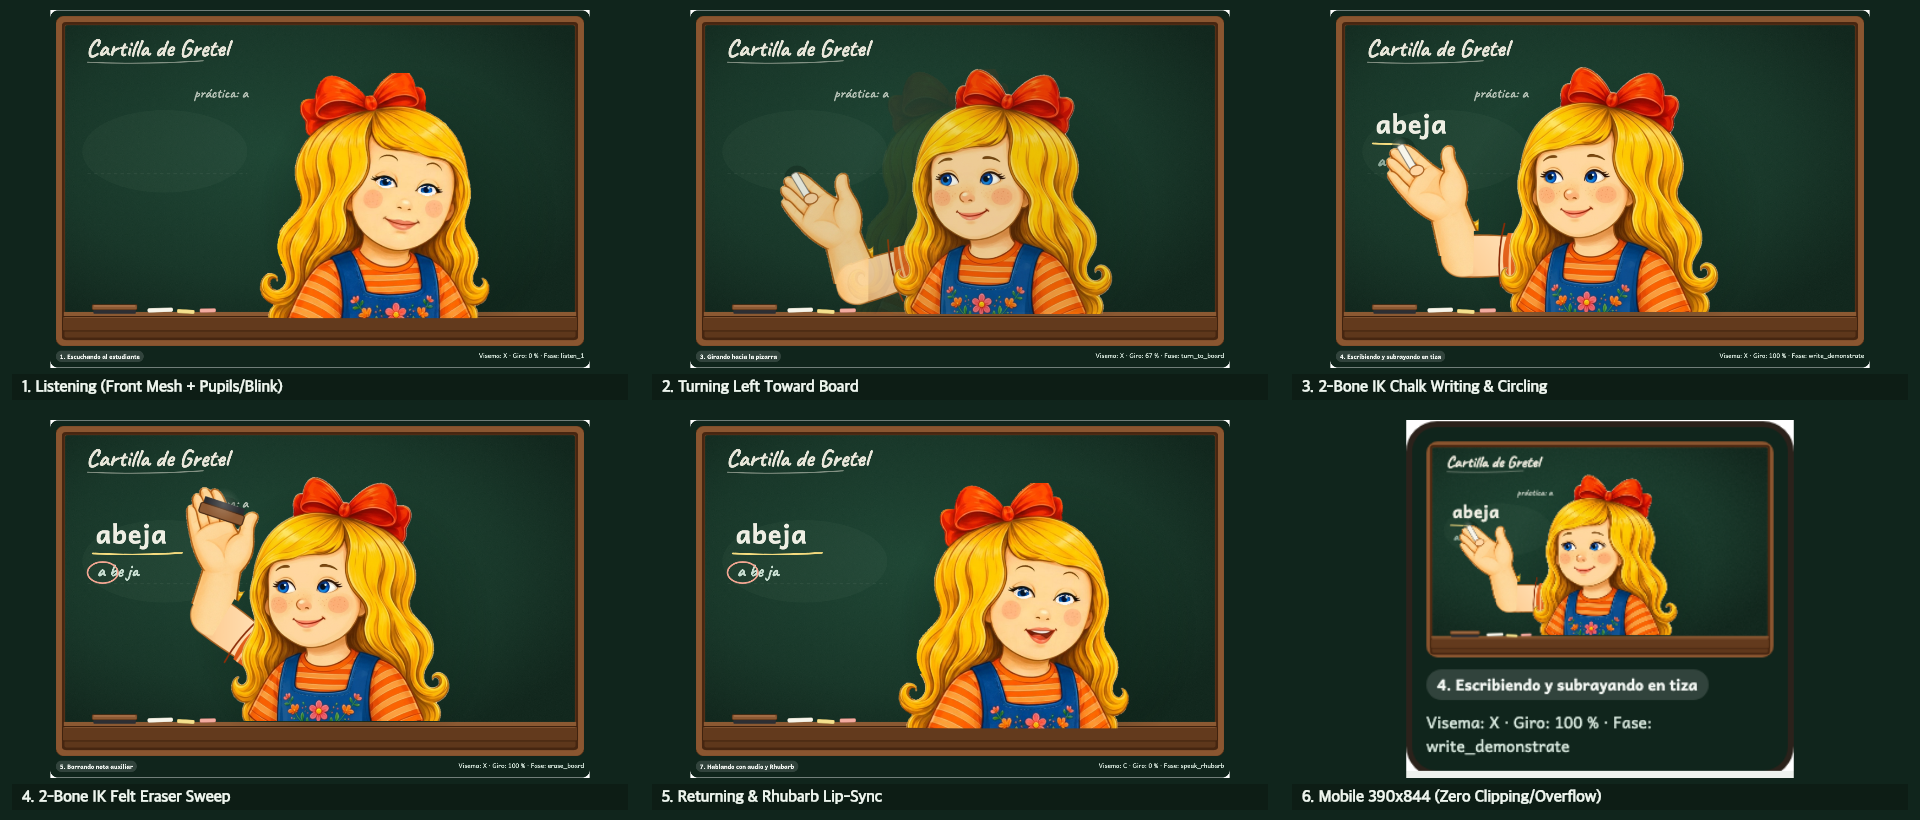 Cartilla de Gretel
práctica: a
1. Escuchando al estudiante
Visema: X · Giro: 0 % · Fase: listen_1
1. Listening (Front Mesh + Pupils/Blink)
Cartilla de Gretel
práctica: a
3. Girando hacia la pizarra
Visema: X · Giro: 67 % · Fase: turn_to_board
2. Turning Left Toward Board
Cartilla de Gretel
práctica: a
abeja
a
4. Escribiendo y subrayando en tiza
Visema: X · Giro: 100 % · Fase: write_demonstrate
3. 2-Bone IK Chalk Writing & Circling
Cartilla de Gretel
: a
abeja
a be ja
5. Borrando nota auxiliar
Visema: X · Giro: 100 % · Fase: erase_board
4. 2-Bone IK Felt Eraser Sweep
Cartilla de Gretel
abeja
a be ja
7. Hablando con audio y Rhubarb
Visema: C · Giro: 0 % · Fase: speak_rhubarb
5. Returning & Rhubarb Lip-Sync
Cartilla de Gretel
práctica: a
abeja
4. Escribiendo y subrayando en tiza
Visema: X · Giro: 100 % · Fase:
write_demonstrate
6. Mobile 390x844 (Zero Clipping/Overflow)